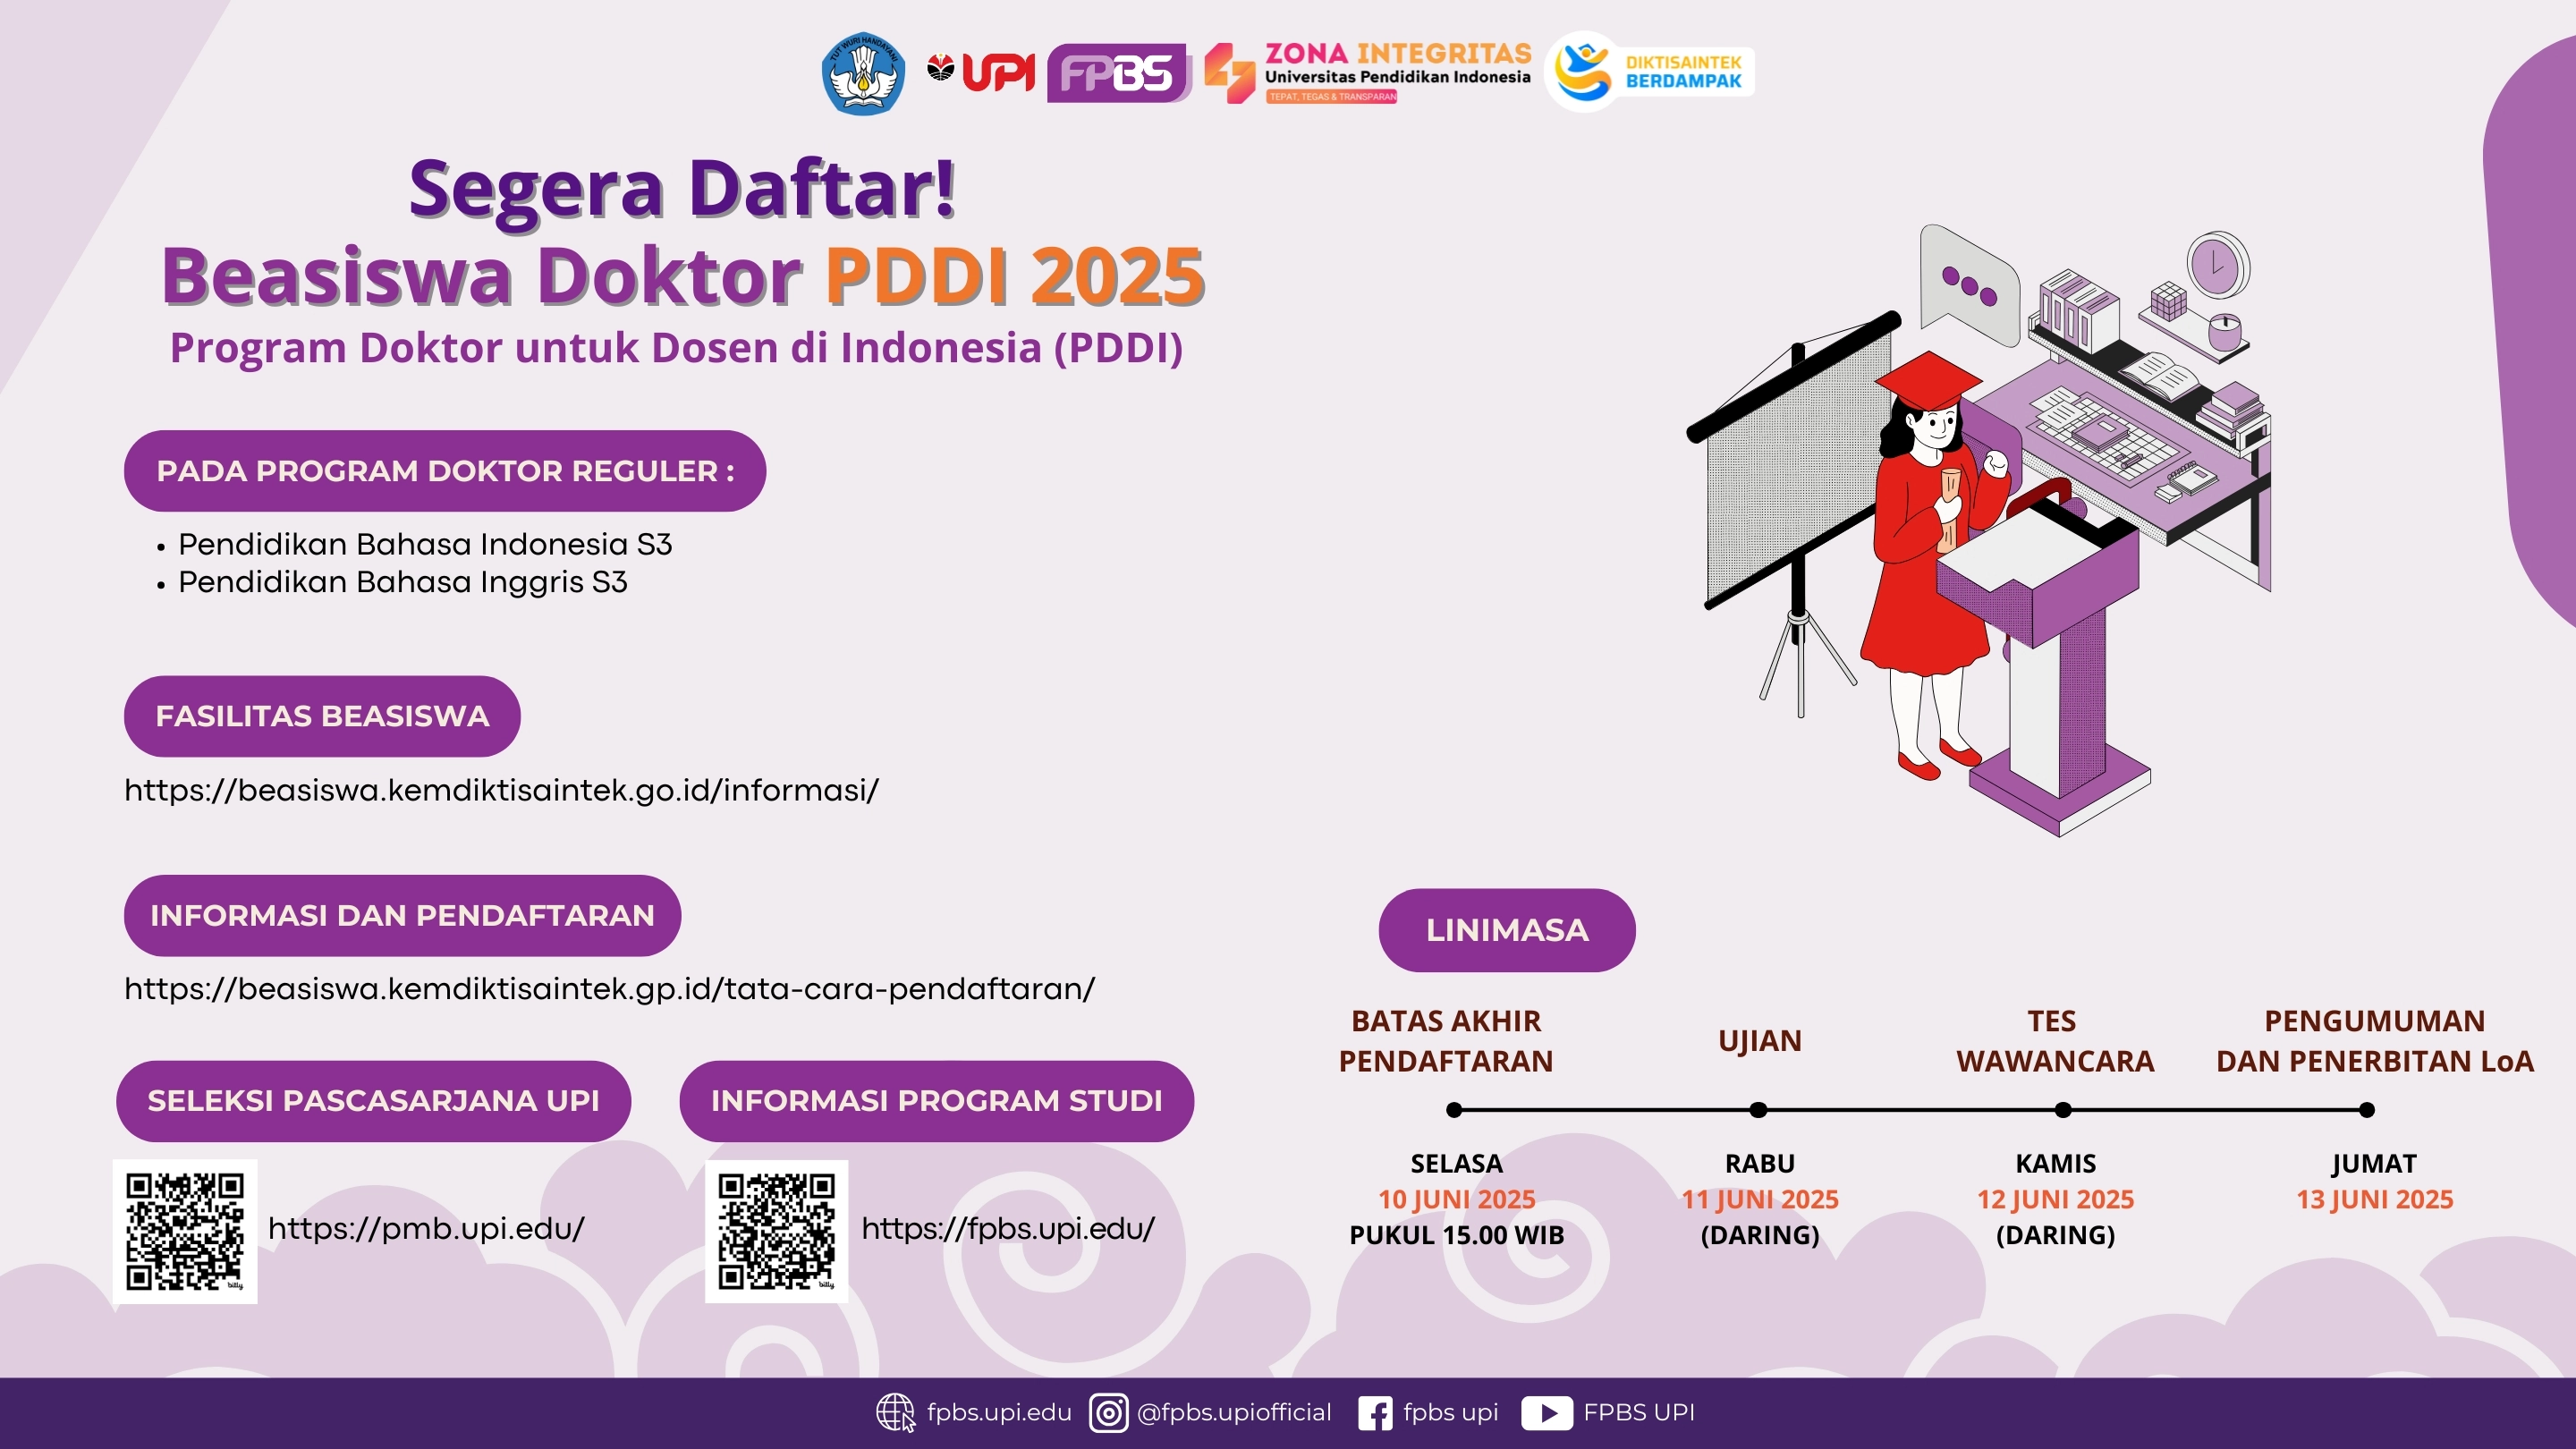 TUT WURI HANDAYANI
UPI
FPBS
ZONA INTEGRITAS
Universitas Pendidikan Indonesia
TEPAT, TEGAS & TRANSPARAN
DIKTISAINTEK
BERDAMPAK
Segera Daftar!
Beasiswa Doktor PDDI 2025
Program Doktor untuk Dosen di Indonesia (PDDI)
PADA PROGRAM DOKTOR REGULER :
• Pendidikan Bahasa Indonesia S3
• Pendidikan Bahasa Inggris S3
FASILITAS BEASISWA
https://beasiswa.kemdiktisaintek.go.id/informasi/
INFORMASI DAN PENDAFTARAN
https://beasiswa.kemdiktisaintek.gp.id/tata-cara-pendaftaran/
SELEKSI PASCASARJANA UPI
bitly
https://pmb.upi.edu/
INFORMASI PROGRAM STUDI
bitly
https://fpbs.upi.edu/
LINIMASA
BATAS AKHIR
PENDAFTARAN
SELASA
10 JUNI 2025
PUKUL 15.00 WIB
UJIAN
RABU
11 JUNI 2025
(DARING)
TES
WAWANCARA
KAMIS
12 JUNI 2025
(DARING)
PENGUMUMAN
DAN PENERBITAN LoA
JUMAT
13 JUNI 2025
fpbs.upi.edu
@fpbs.upiofficial
fpbs upi
FPBS UPI